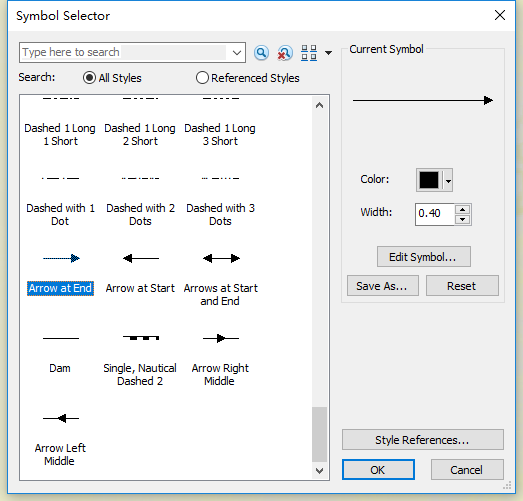 Symbol Selector
Type here to search
Search:
All Styles
Referenced Styles
Dashed 1 Long
1 Short
Dashed 1 Long
2 Short
Dashed 1 Long
3 Short
Dashed with 1
Dot
Dashed with 2
Dots
Dashed with 3
Dots
Arrow at End
Arrow at Start
Arrows at Start
and End
Dam
Single, Nautical
Dashed 2
Arrow Right
Middle
Arrow Left
Middle
Current Symbol
Color:
Width:
0.40
Edit Symbol...
Save As...
Reset
Style References...
OK
Cancel